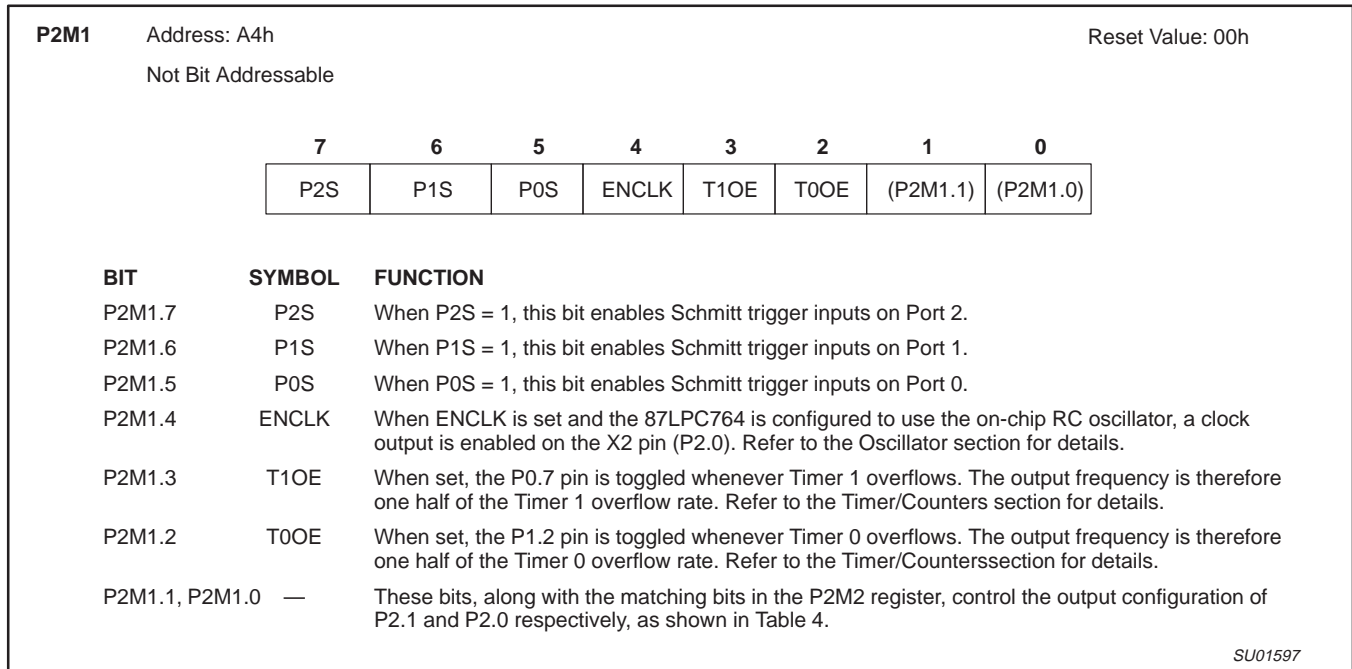 P2M1 Address: A4h Reset Value: 00h
Not Bit Addressable
7 6 5 4 3 2 1 0
P2S P1S P0S ENCLK T1OE T0OE (P2M1.1) (P2M1.0)
BIT SYMBOL FUNCTION
P2M1.7 P2S When P2S = 1, this bit enables Schmitt trigger inputs on Port 2.
P2M1.6 P1S When P1S = 1, this bit enables Schmitt trigger inputs on Port 1.
P2M1.5 P0S When P0S = 1, this bit enables Schmitt trigger inputs on Port 0.
P2M1.4 ENCLK When ENCLK is set and the 87LPC764 is configured to use the on-chip RC oscillator, a clock
output is enabled on the X2 pin (P2.0). Refer to the Oscillator section for details.
P2M1.3 T1OE When set, the P0.7 pin is toggled whenever Timer 1 overflows. The output frequency is therefore
one half of the Timer 1 overflow rate. Refer to the Timer/Counters section for details.
P2M1.2 T0OE When set, the P1.2 pin is toggled whenever Timer 0 overflows. The output frequency is therefore
one half of the Timer 0 overflow rate. Refer to the Timer/Counterssection for details.
P2M1.1, P2M1.0 — These bits, along with the matching bits in the P2M2 register, control the output configuration of
P2.1 and P2.0 respectively, as shown in Table 4.
SU01597